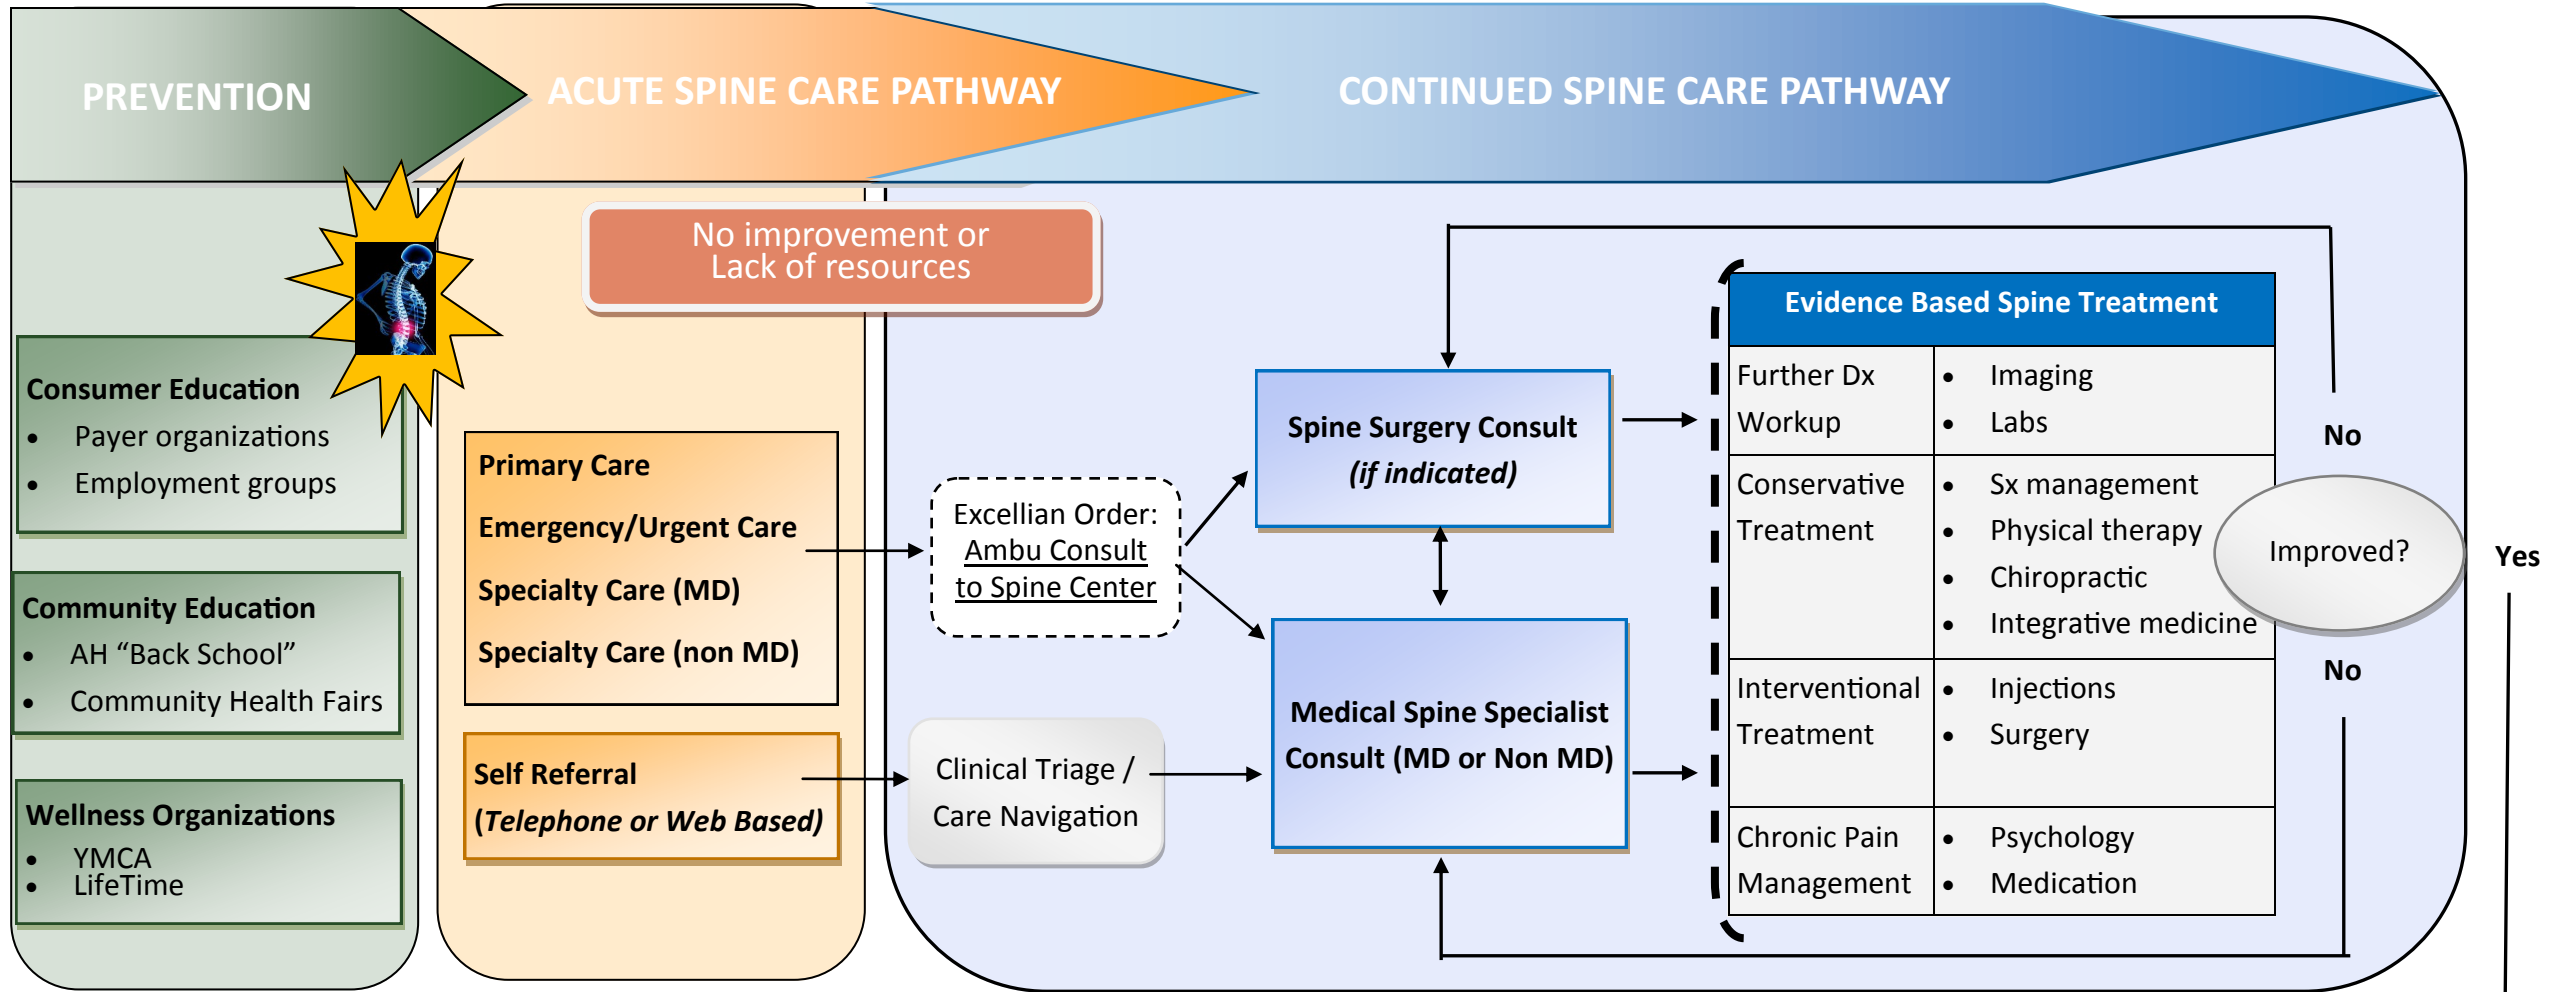 PREVENTION
ACUTE SPINE CARE PATHWAY
CONTINUED SPINE CARE PATHWAY
Consumer Education
• Payer organizations
• Employment groups
Community Education
• AH “Back School”
• Community Health Fairs
Wellness Organizations
• YMCA
• LifeTime
No improvement or
Lack of resources
Primary Care
Emergency/Urgent Care
Specialty Care (MD)
Specialty Care (non MD)
Self Referral
(Telephone or Web Based)
Excellian Order:
Ambu Consult
to Spine Center
Clinical Triage /
Care Navigation
Spine Surgery Consult
(if indicated)
Medical Spine Specialist
Consult (MD or Non MD)
Evidence Based Spine Treatment
Further Dx
Workup
• Imaging
• Labs
Conservative
Treatment
• Sx management
• Physical therapy
• Chiropractic
• Integrative medicine
Interventional
Treatment
• Injections
• Surgery
Chronic Pain
Management
• Psychology
• Medication
No
Improved?
Yes
No